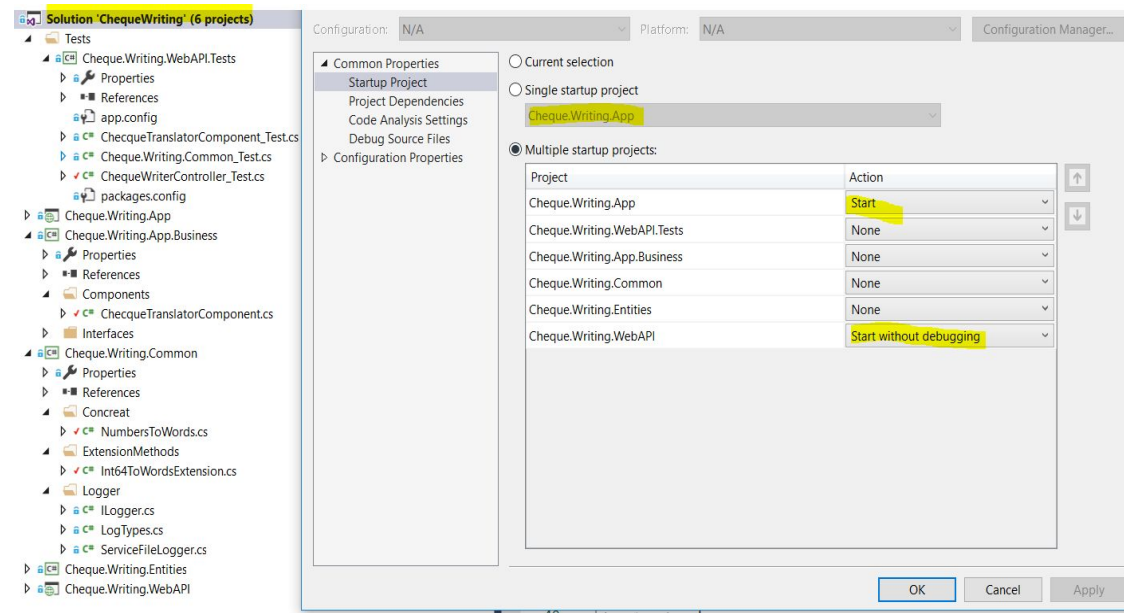 Solution 'ChequeWriting' (6 projects)
Tests
Cheque.Writing.WebAPI.Tests
Properties
References
app.config
ChecqueTranslatorComponent_Test.cs
Cheque.Writing.Common_Test.cs
ChequeWriterController_Test.cs
packages.config
Cheque.Writing.App
Cheque.Writing.App.Business
Properties
References
Components
ChecqueTranslatorComponent.cs
Interfaces
Cheque.Writing.Common
Properties
References
Concreat
NumbersToWords.cs
ExtensionMethods
Int64ToWordsExtension.cs
Logger
ILogger.cs
LogTypes.cs
ServiceFileLogger.cs
Cheque.Writing.Entities
Cheque.Writing.WebAPI
Configuration: N/A Platform: N/A Configuration Manager...
Common Properties
Startup Project
Project Dependencies
Code Analysis Settings
Debug Source Files
Configuration Properties
Current selection
Single startup project
Cheque.Writing.App
Multiple startup projects:
Project Action
Cheque.Writing.App Start
Cheque.Writing.WebAPI.Tests None
Cheque.Writing.App.Business None
Cheque.Writing.Common None
Cheque.Writing.Entities None
Cheque.Writing.WebAPI Start without debugging
OK Cancel Apply